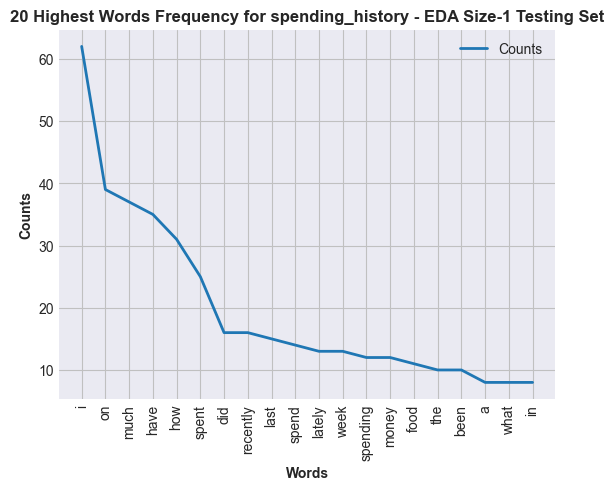 20 Highest Words Frequency for spending_history - EDA Size-1 Testing Set
Counts
60
50
40
30
20
10
Counts
i
on
much
have
how
spent
did
recently
last
spend
lately
week
spending
money
food
the
been
a
what
in
Words